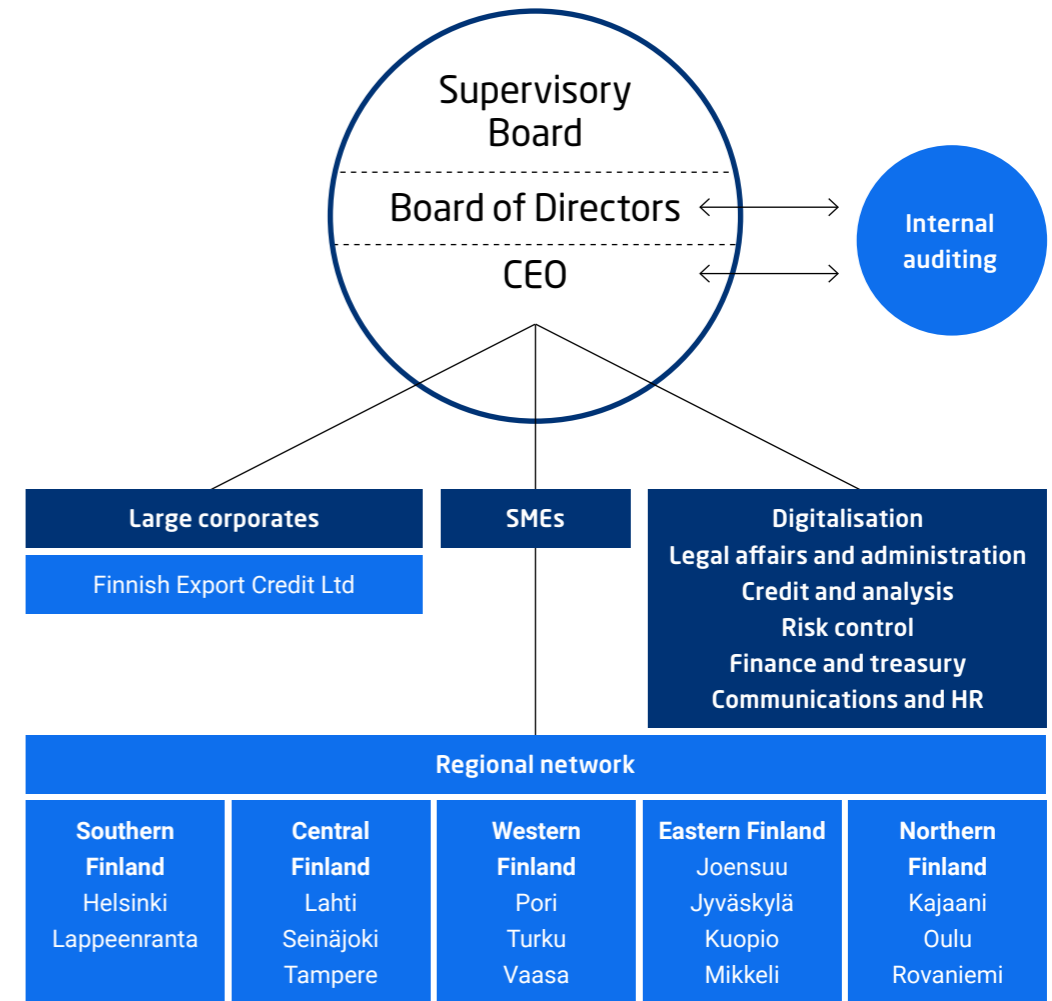 Supervisory
Board
Board of Directors
CEO
Internal
auditing
Large corporates
Finnish Export Credit Ltd
SMEs
Digitalisation
Legal affairs and administration
Credit and analysis
Risk control
Finance and treasury
Communications and HR
Regional network
Southern
Finland
Helsinki
Lappeenranta
Central
Finland
Lahti
Seinäjoki
Tampere
Western
Finland
Pori
Turku
Vaasa
Eastern Finland
Joensuu
Jyväskylä
Kuopio
Mikkeli
Northern
Finland
Kajaani
Oulu
Rovaniemi